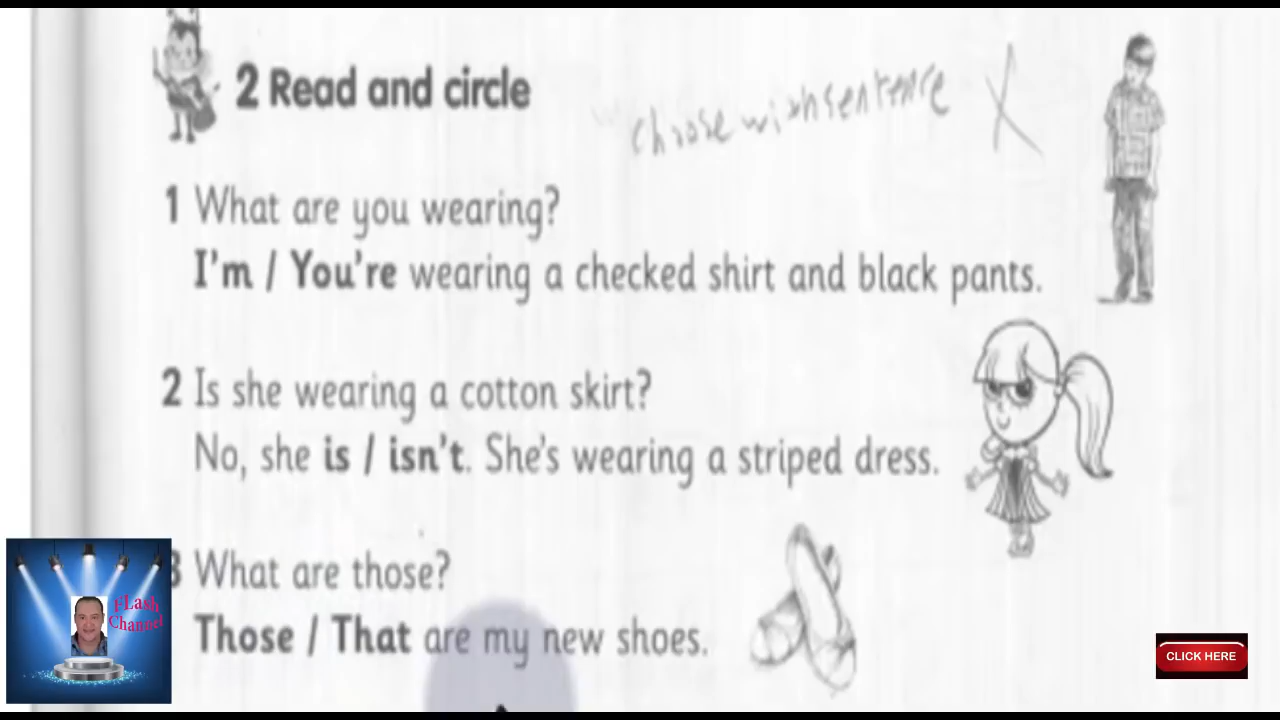 2 Read and circle
choose with sentence X
1 What are you wearing?
I'm / You're wearing a checked shirt and black pants.
2 Is she wearing a cotton skirt?
No, she is / isn't. She's wearing a striped dress.
3 What are those?
Those / That are my new shoes.
FLash
Channel
CLICK HERE